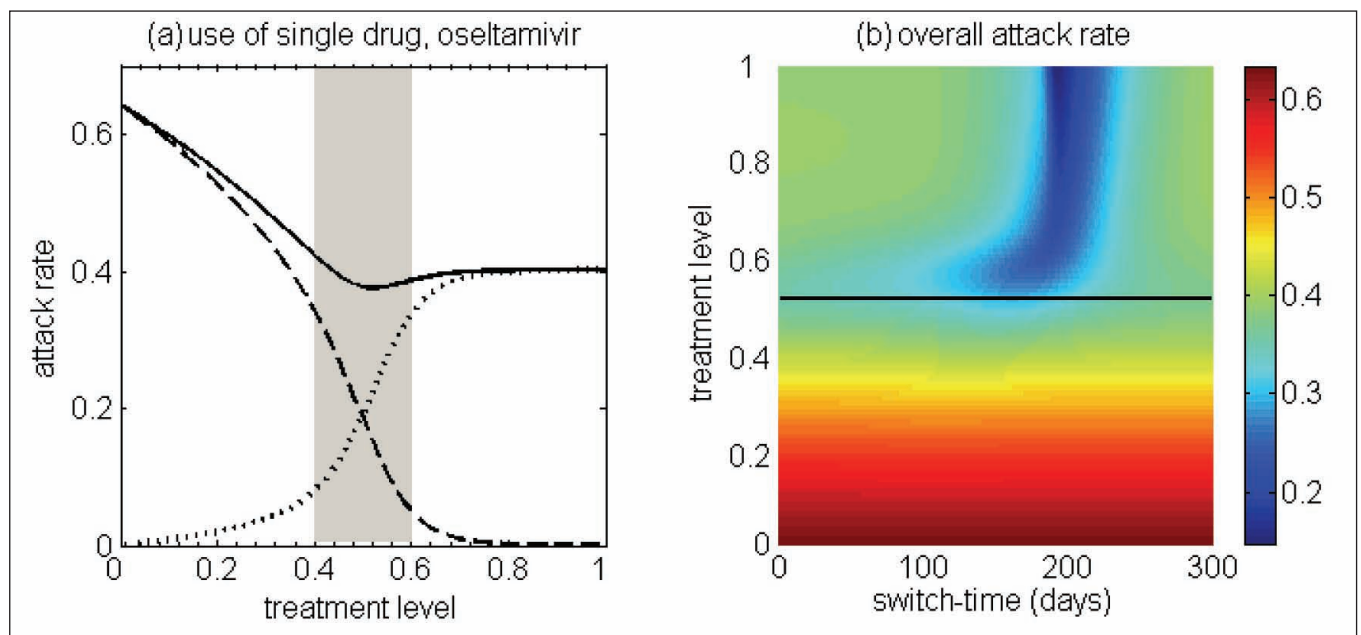 (a) use of single drug, oseltamivir
0.6
0.4
0.2
0
attack rate
0 0.2 0.4 0.6 0.8 1
treatment level
(b) overall attack rate
1
0.8
0.6
0.4
0.2
0
treatment level
0 100 200 300
switch-time (days)
0.6
0.5
0.4
0.3
0.2